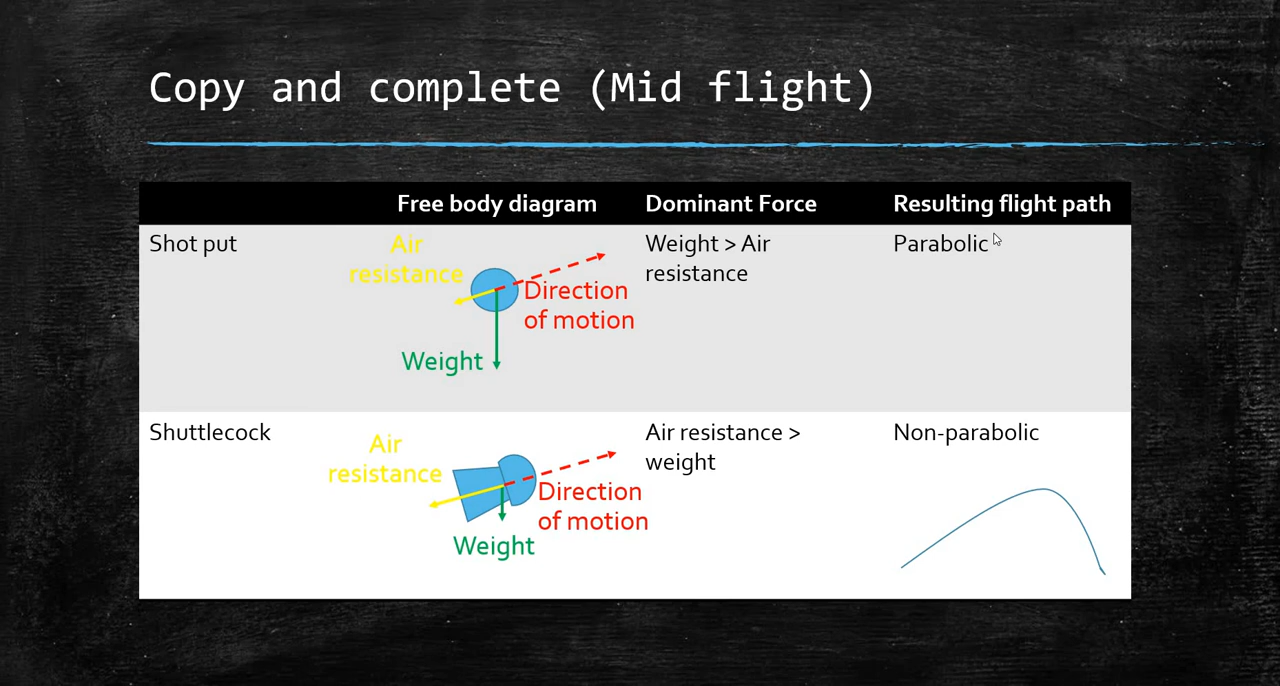 Copy and complete (Mid flight)
Free body diagram
Dominant Force
Resulting flight path
Shot put
Air
resistance
Direction
of motion
Weight
Weight > Air
resistance
Parabolic
Shuttlecock
Air
resistance
Direction
of motion
Weight
Air resistance >
weight
Non-parabolic